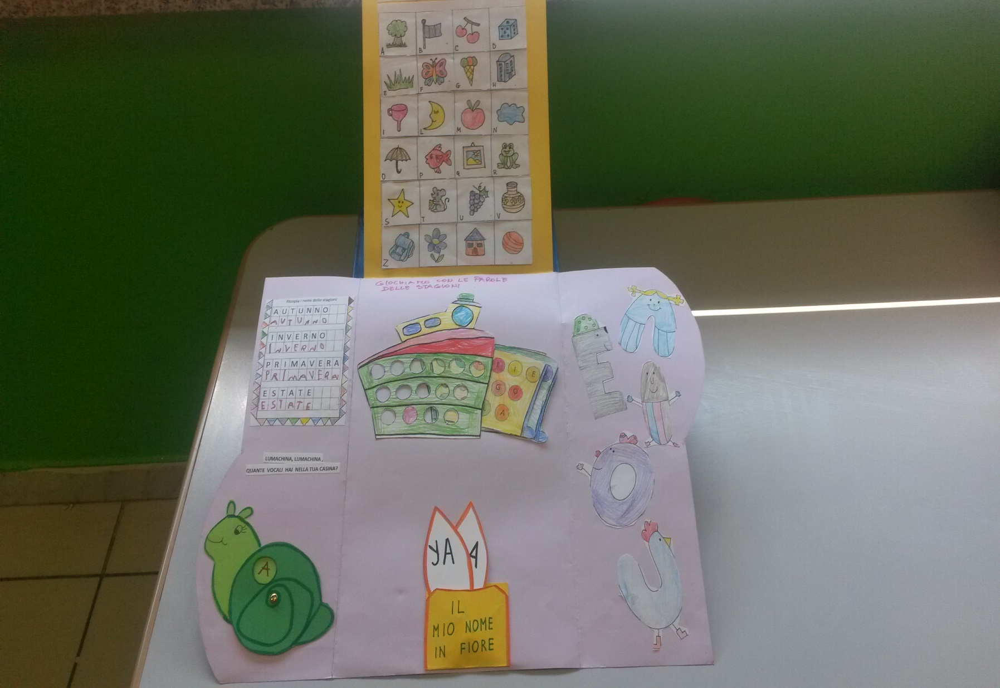 A B C D
E F G H
I L M N
O P Q R
S T U V
Z
GIOCHIAMO CON LE PAROLE
DELLE STAGIONI
Ricopia i nomi delle stagioni
AUTUNNO
AUTUNNO
INVERNO
INVERNO
PRIMAVERA
PRIMAVERA
ESTATE
ESTATE
I E
G O
A
LUMACHINA, LUMACHINA,
QUANTE VOCALI HAI NELLA TUA CASINA?
A
YA
IL
MIO NOME
IN FIORE